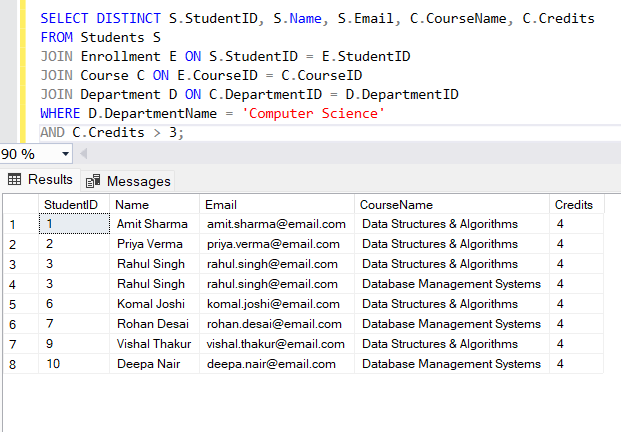 SELECT DISTINCT S.StudentID, S.Name, S.Email, C.CourseName, C.Credits
FROM Students S
JOIN Enrollment E ON S.StudentID = E.StudentID
JOIN Course C ON E.CourseID = C.CourseID
JOIN Department D ON C.DepartmentID = D.DepartmentID
WHERE D.DepartmentName = 'Computer Science'
AND C.Credits > 3;
90 %
Results Messages
StudentID Name Email CourseName Credits
1 1 Amit Sharma amit.sharma@email.com Data Structures & Algorithms 4
2 2 Priya Verma priya.verma@email.com Data Structures & Algorithms 4
3 3 Rahul Singh rahul.singh@email.com Data Structures & Algorithms 4
4 3 Rahul Singh rahul.singh@email.com Database Management Systems 4
5 6 Komal Joshi komal.joshi@email.com Data Structures & Algorithms 4
6 7 Rohan Desai rohan.desai@email.com Database Management Systems 4
7 9 Vishal Thakur vishal.thakur@email.com Data Structures & Algorithms 4
8 10 Deepa Nair deepa.nair@email.com Database Management Systems 4